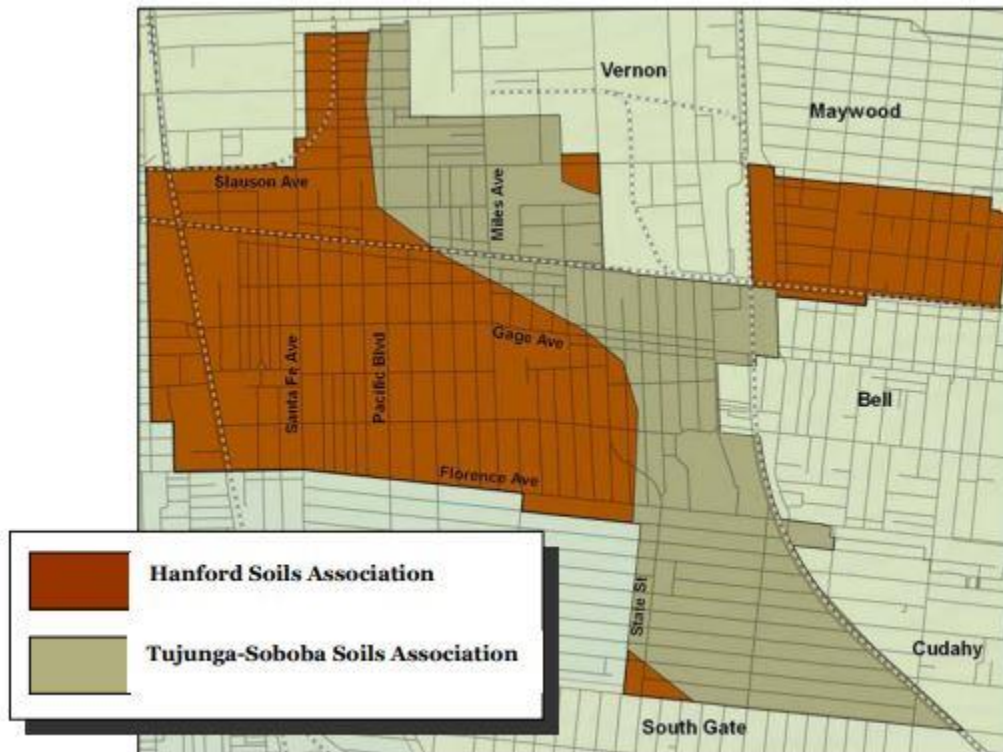 Vernon
Maywood
Slauson Ave
Miles Ave
Gage Ave
Santa Fe Ave
Pacific Blvd
Bell
Florence Ave
Hanford Soils Association
Tujunga-Soboba Soils Association
State St
Cudahy
South Gate